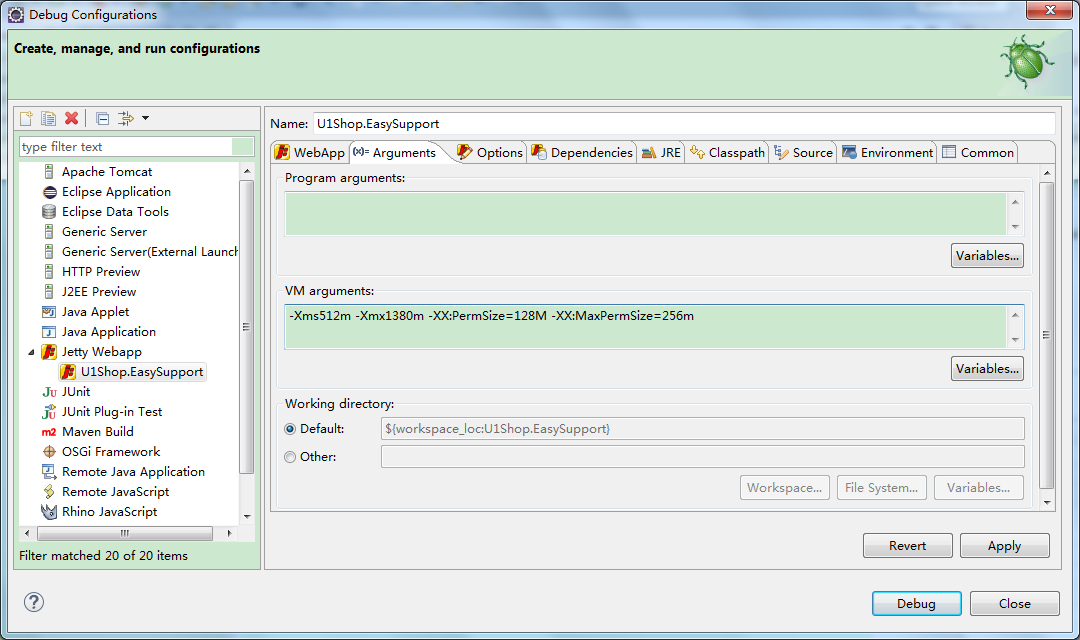 Debug Configurations
Create, manage, and run configurations
type filter text
Apache Tomcat
Eclipse Application
Eclipse Data Tools
Generic Server
Generic Server(External Launch
HTTP Preview
J2EE Preview
Java Applet
Java Application
Jetty Webapp
U1Shop.EasySupport
JUnit
JUnit Plug-in Test
Maven Build
OSGi Framework
Remote Java Application
Remote JavaScript
Rhino JavaScript
Filter matched 20 of 20 items
Name: U1Shop.EasySupport
WebApp (x)= Arguments Options Dependencies JRE Classpath Source Environment Common
Program arguments:
Variables...
VM arguments:
-Xms512m -Xmx1380m -XX:PermSize=128M -XX:MaxPermSize=256m
Variables...
Working directory:
Default: ${workspace_loc:U1Shop.EasySupport}
Other:
Workspace... File System... Variables...
Revert Apply
? Debug Close